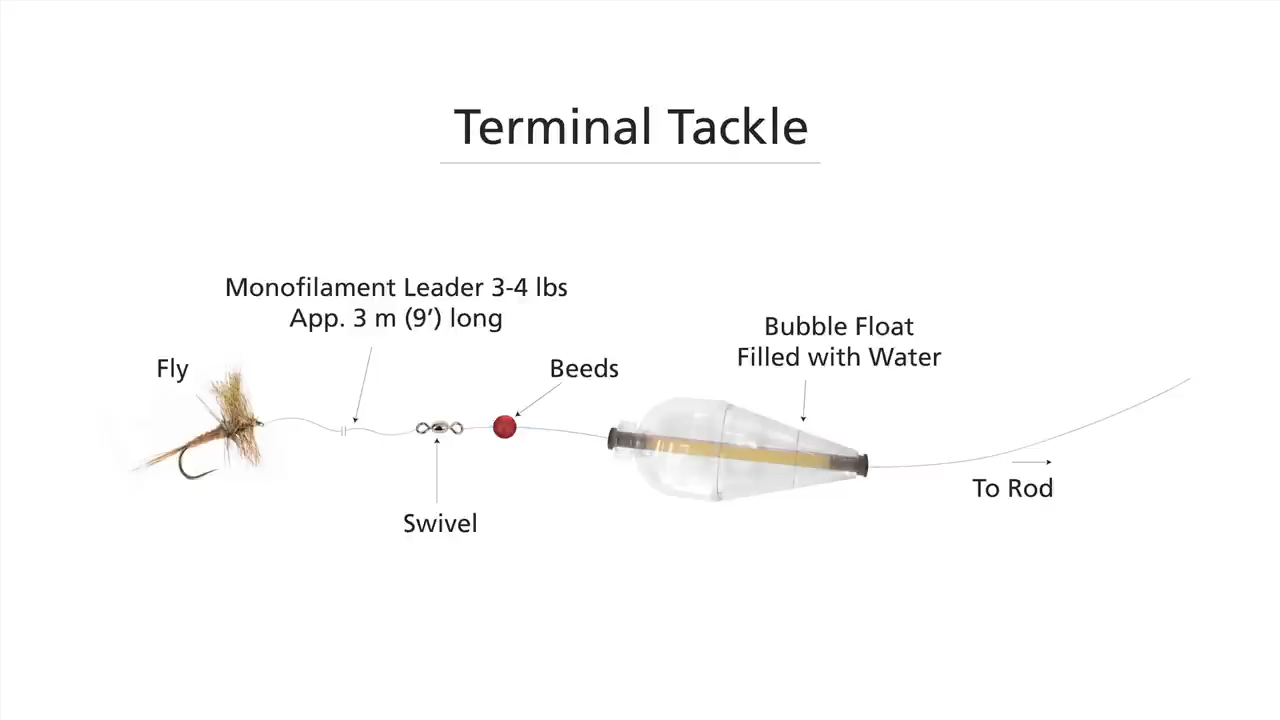 Terminal Tackle
Monofilament Leader 3-4 lbs
App. 3 m (9’) long
Bubble Float
Filled with Water
Fly
Beeds
To Rod
Swivel